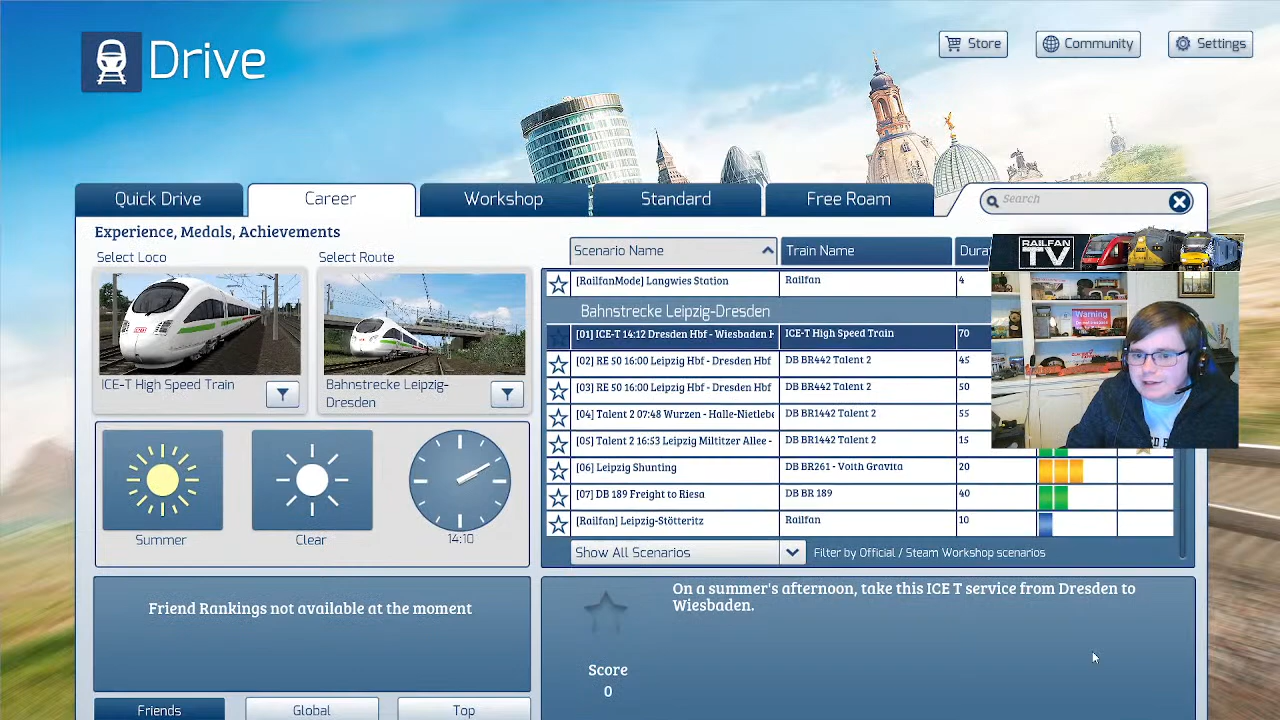 Drive
Store
Community
Settings
Quick Drive
Career
Workshop
Standard
Free Roam
Search
Experience, Medals, Achievements
Select Loco
Select Route
ICE-T High Speed Train
Bahnstrecke Leipzig-
Dresden
Summer
Clear
14:10
Scenario Name
Train Name
Durat
[RailfanMode] Langwies Station
Railfan
4
Bahnstrecke Leipzig-Dresden
[01] ICE-T 14:12 Dresden Hbf - Wiesbaden H
ICE-T High Speed Train
70
[02] RE 50 16:00 Leipzig Hbf - Dresden Hbf
DB BR442 Talent 2
45
[03] RE 50 16:00 Leipzig Hbf - Dresden Hbf
DB BR442 Talent 2
50
[04] Talent 2 07:48 Wurzen - Halle-Nietlebe
DB BR1442 Talent 2
55
[05] Talent 2 16:53 Leipzig Miltitzer Allee -
DB BR1442 Talent 2
15
[06] Leipzig Shunting
DB BR261 - Voith Gravita
20
[07] DB 189 Freight to Riesa
DB BR 189
40
[Railfan] Leipzig-Stötteritz
Railfan
10
Show All Scenarios
Filter by Official / Steam Workshop scenarios
RAILFAN
TV
Warning
Friend Rankings not available at the moment
Friends
Global
Top
On a summer's afternoon, take this ICE T service from Dresden to
Wiesbaden.
Score
0